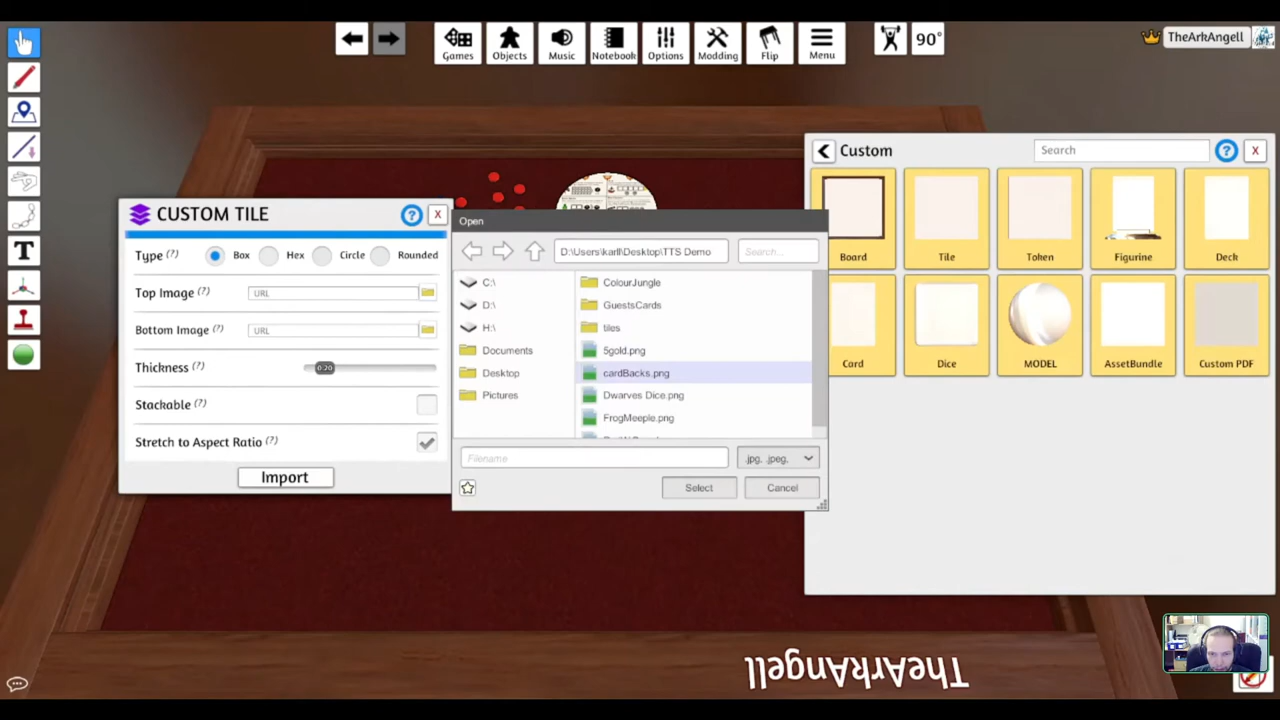 Games
Objects
Music
Notebook
Options
Modding
Flip
Menu
90°
TheArkAngell
Custom
Search
?
X
Board
Tile
Token
Figurine
Deck
Card
Dice
MODEL
AssetBundle
Custom PDF
CUSTOM TILE
?
X
Type (?)
Box
Hex
Circle
Rounded
Top Image (?)
URL
Bottom Image (?)
URL
Thickness (?)
0.20
Stackable (?)
Stretch to Aspect Ratio (?)
Import
Open
D:\Users\karll\Desktop\TTS Demo
Search...
C:\
D:\
H:\
Documents
Desktop
Pictures
ColourJungle
GuestsCards
tiles
5gold.png
cardBacks.png
Dwarves Dice.png
FrogMeeple.png
Filename
.jpg, .jpeg,
Select
Cancel
T
TheArkAngell